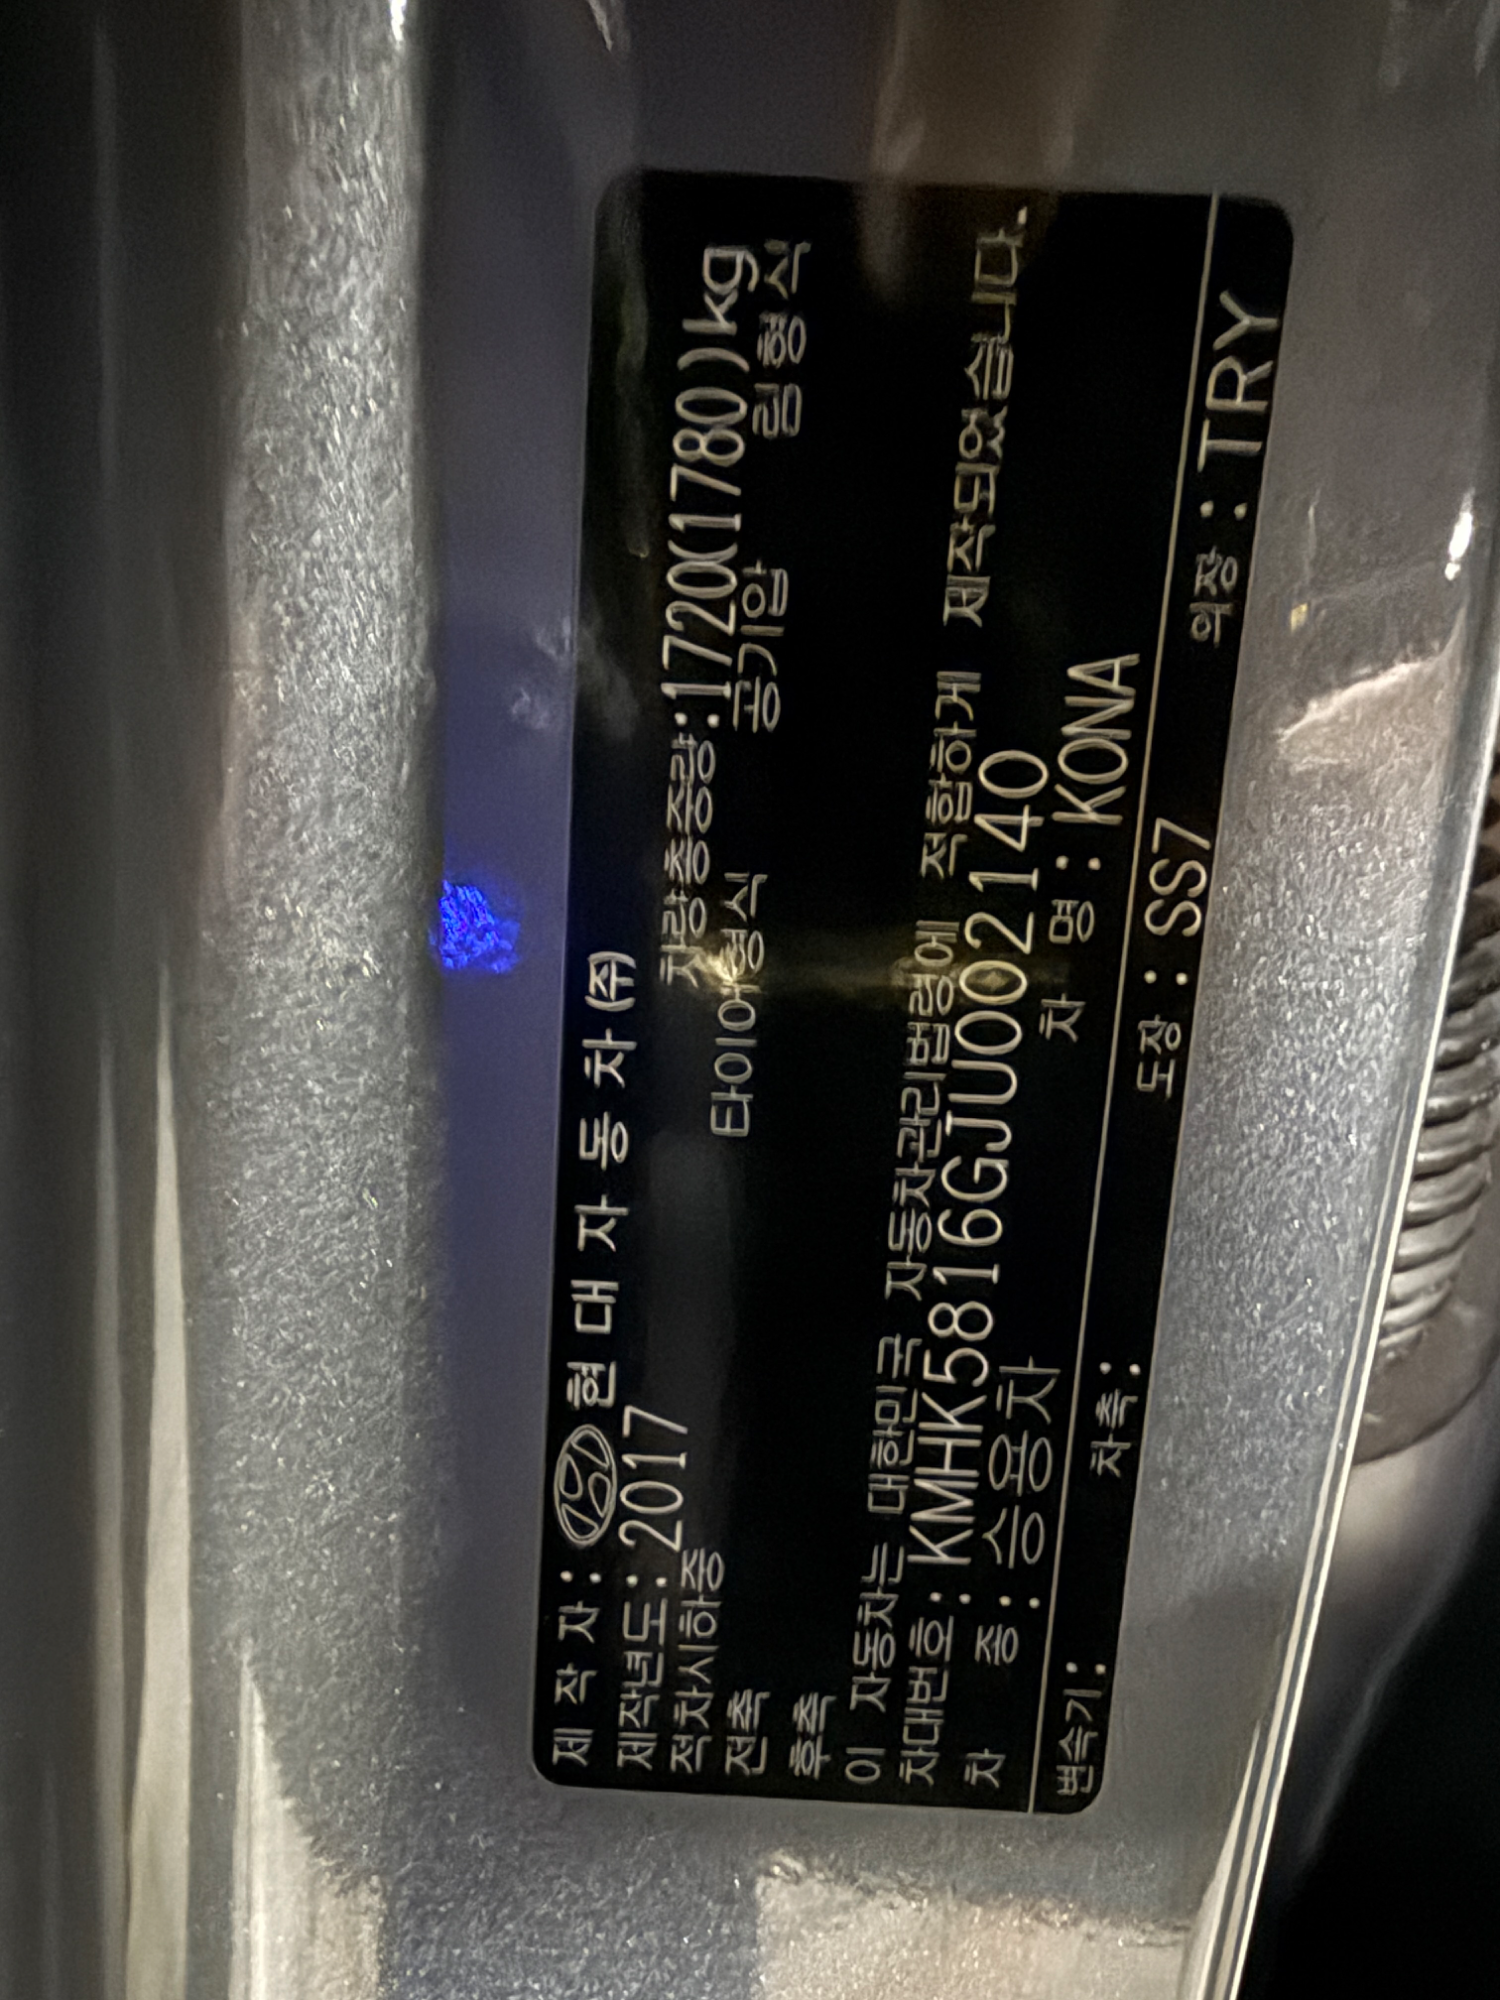 제 작 자 : 현 대 자 동 차 (주)
제작년도 : 2017 차량총중량:1720(1780)kg
적차시하중 타이어형식 공기압 림형식
전축
후축
이 자동차는 대한민국 자동차관리법령에 적합하게 제작되었습니다.
차대번호 : KMHK5816GJU002140
차 종 : 승용차 차 명 : KONA
변속기 : 차축 : 도장 : SS7 의장 : TRY